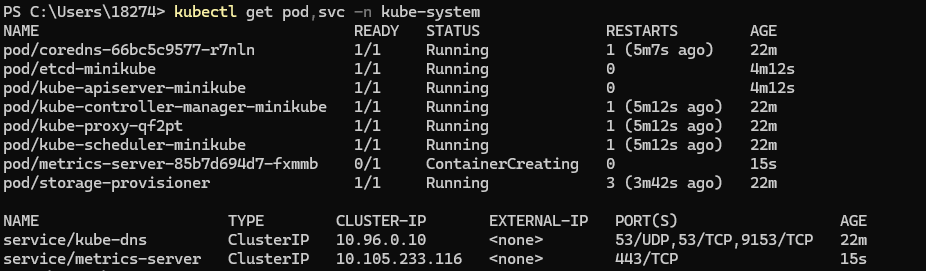 PS C:\Users\18274> kubectl get pod,svc -n kube-system
NAME READY STATUS RESTARTS AGE
pod/coredns-66bc5c9577-r7nln 1/1 Running 1 (5m7s ago) 22m
pod/etcd-minikube 1/1 Running 0 4m12s
pod/kube-apiserver-minikube 1/1 Running 0 4m12s
pod/kube-controller-manager-minikube 1/1 Running 1 (5m12s ago) 22m
pod/kube-proxy-qf2pt 1/1 Running 1 (5m12s ago) 22m
pod/kube-scheduler-minikube 1/1 Running 1 (5m12s ago) 22m
pod/metrics-server-85b7d694d7-fxmmb 0/1 ContainerCreating 0 15s
pod/storage-provisioner 1/1 Running 3 (3m42s ago) 22m
NAME TYPE CLUSTER-IP EXTERNAL-IP PORT(S) AGE
service/kube-dns ClusterIP 10.96.0.10 <none> 53/UDP,53/TCP,9153/TCP 22m
service/metrics-server ClusterIP 10.105.233.116 <none> 443/TCP 15s